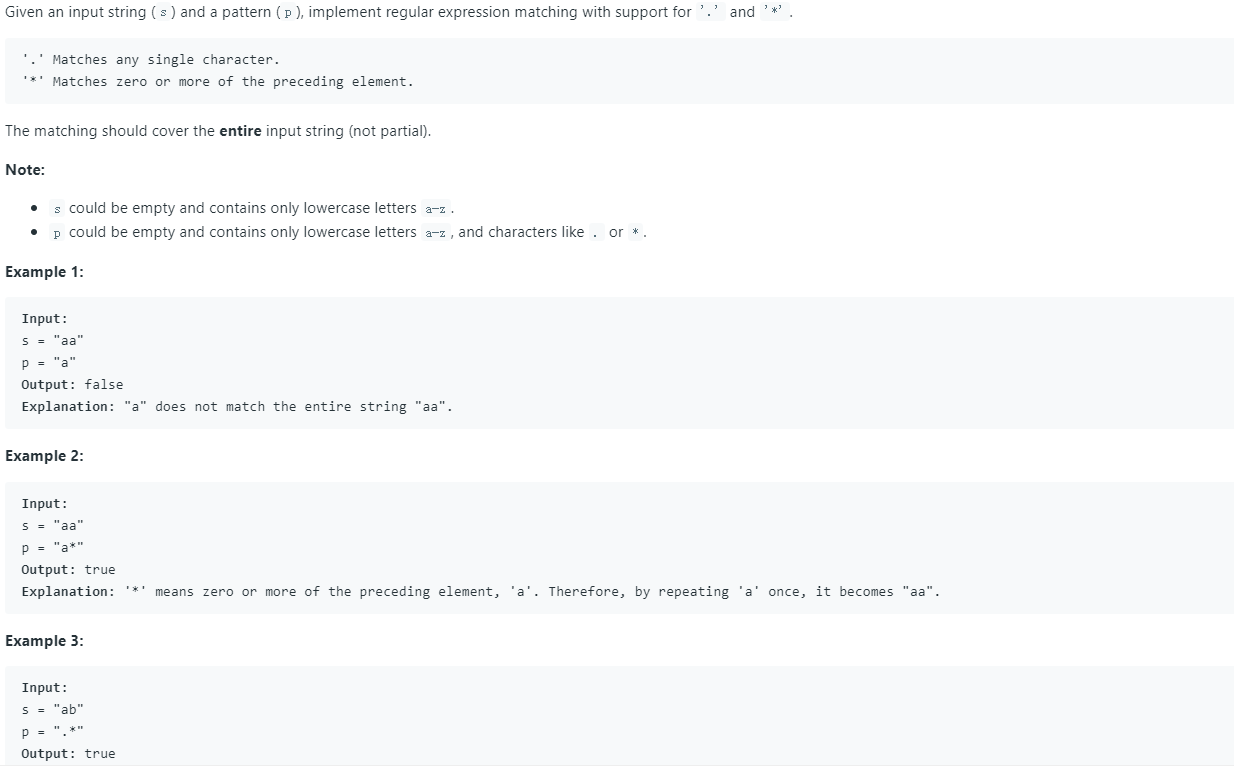 Given an input string (s) and a pattern (p), implement regular expression matching with support for '.' and '*'.
'.' Matches any single character.
'*' Matches zero or more of the preceding element.
The matching should cover the entire input string (not partial).
Note:
• s could be empty and contains only lowercase letters a-z.
• p could be empty and contains only lowercase letters a-z, and characters like . or *.
Example 1:
Input:
s = "aa"
p = "a"
Output: false
Explanation: "a" does not match the entire string "aa".
Example 2:
Input:
s = "aa"
p = "a*"
Output: true
Explanation: '*' means zero or more of the preceding element, 'a'. Therefore, by repeating 'a' once, it becomes "aa".
Example 3:
Input:
s = "ab"
p = ".*"
Output: true